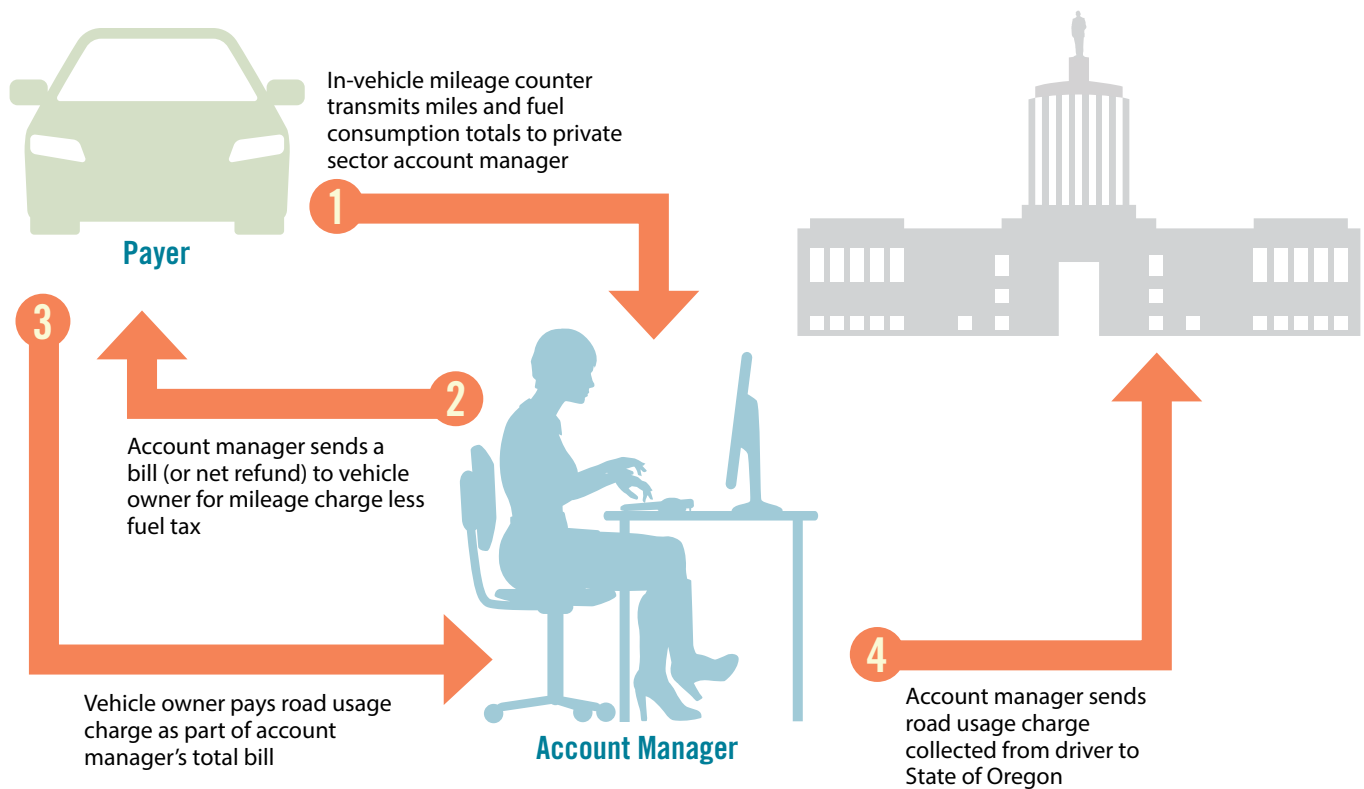 In-vehicle mileage counter
transmits miles and fuel
consumption totals to private
sector account manager
1
Payer
3
2
Account manager sends a
bill (or net refund) to vehicle
owner for mileage charge less
fuel tax
4
Vehicle owner pays road usage
charge as part of account
manager's total bill
Account Manager
Account manager sends
road usage charge
collected from driver to
State of Oregon